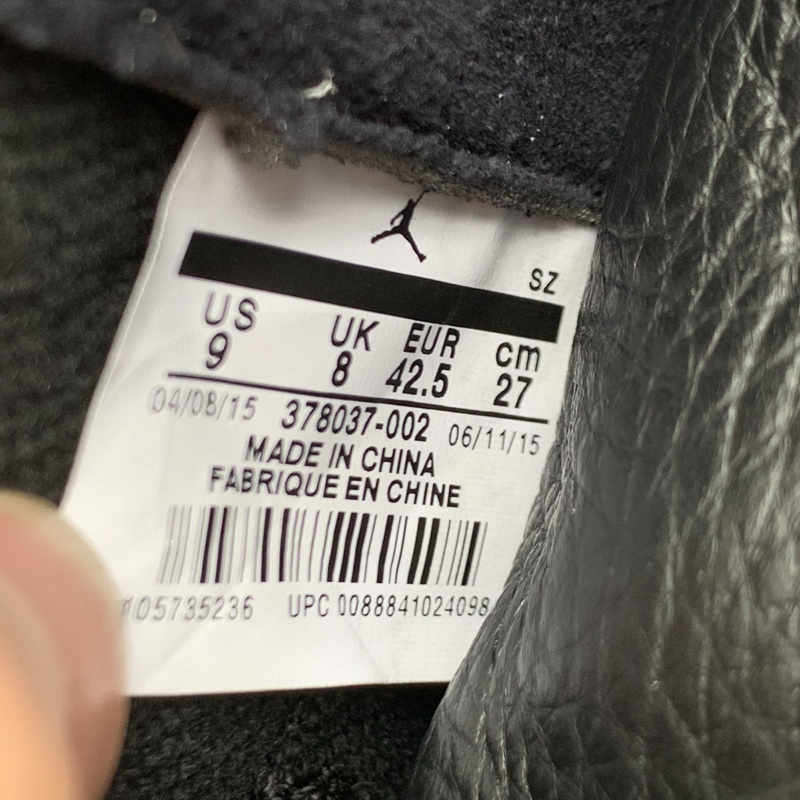 SZ
US UK EUR cm
9 8 42.5 27
04/08/15 378037-002 06/11/15
MADE IN CHINA
FABRIQUE EN CHINE
105735236 UPC 0088841024098